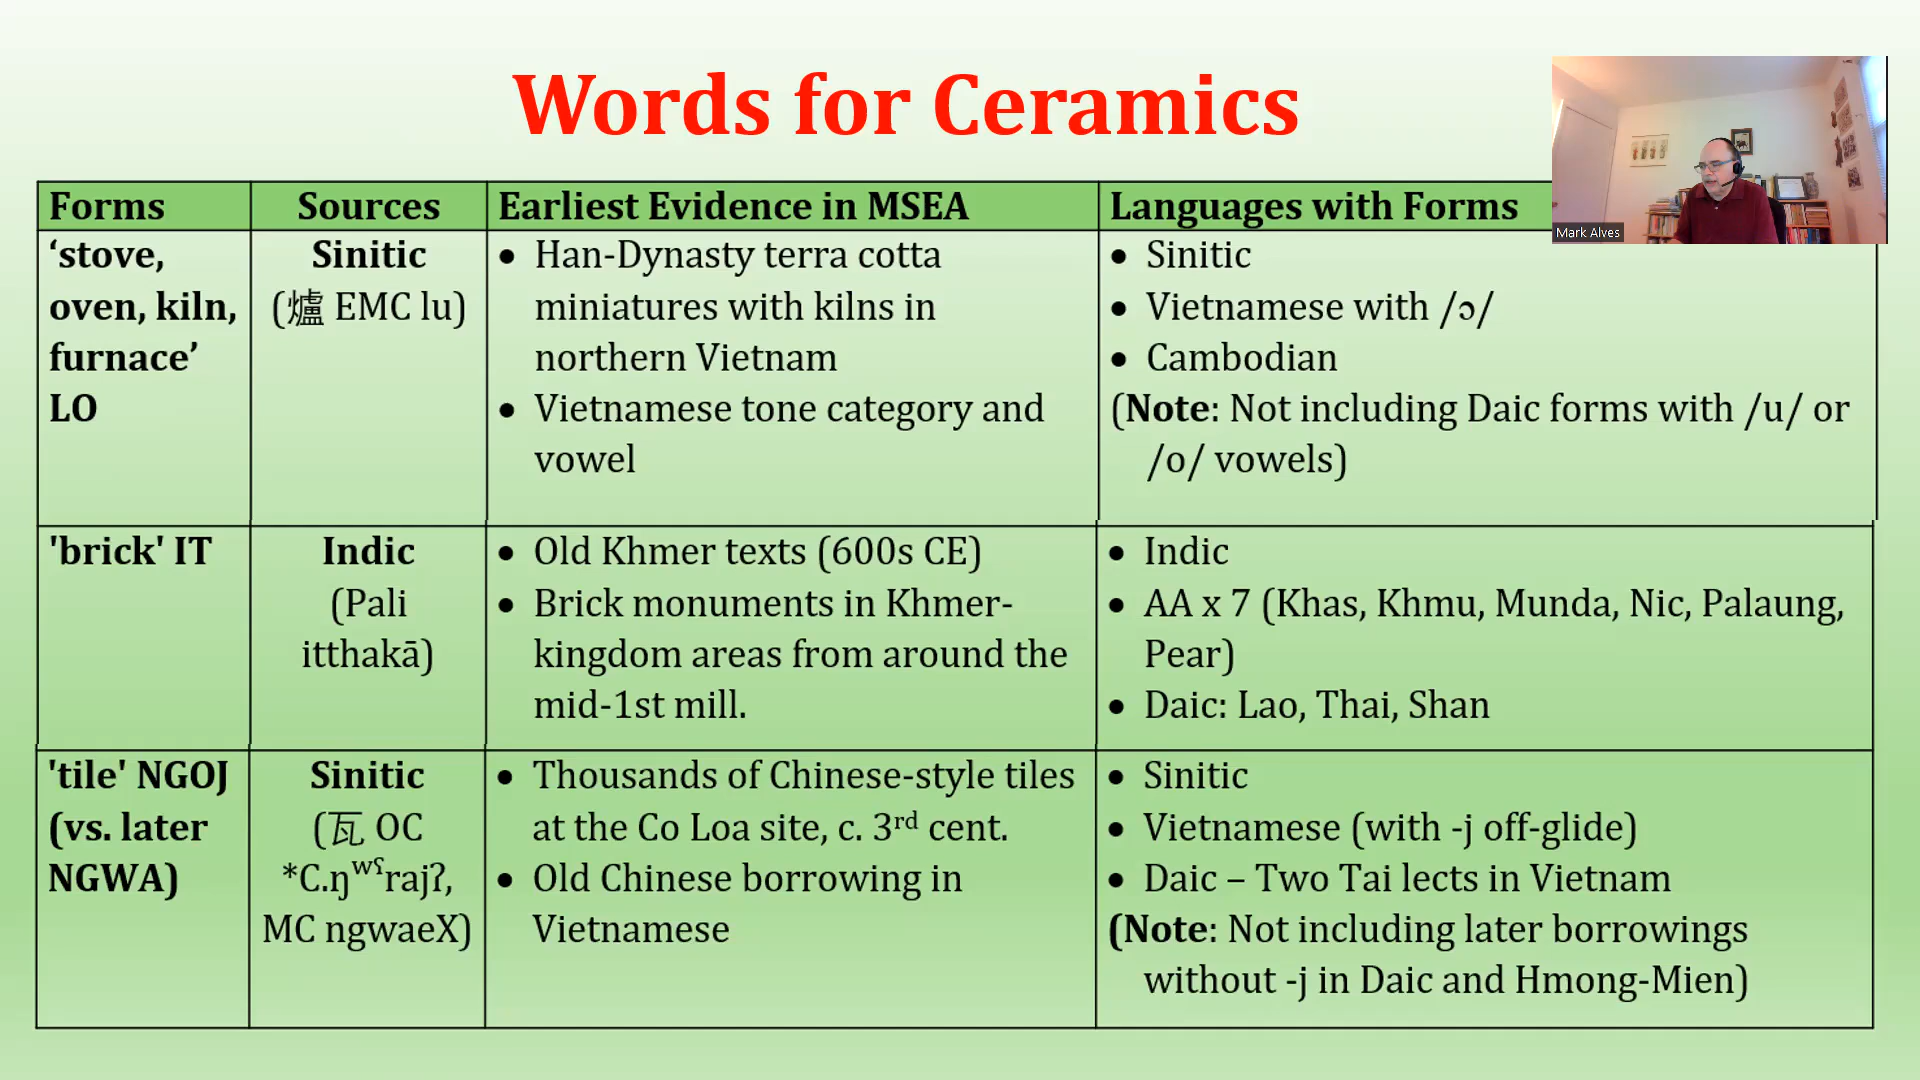 Words for Ceramics
Mark Alves
Forms
Sources
Earliest Evidence in MSEA
Languages with Forms
‘stove,
oven, kiln,
furnace’
LO
Sinitic
(爐 EMC lu)
• Han-Dynasty terra cotta
miniatures with kilns in
northern Vietnam
• Vietnamese tone category and
vowel
• Sinitic
• Vietnamese with /ɔ/
• Cambodian
(Note: Not including Daic forms with /u/ or
/o/ vowels)
'brick' IT
Indic
(Pali
itthakā)
• Old Khmer texts (600s CE)
• Brick monuments in Khmer-
kingdom areas from around the
mid-1st mill.
• Indic
• AA x 7 (Khas, Khmu, Munda, Nic, Palaung,
Pear)
• Daic: Lao, Thai, Shan
'tile' NGOJ
(vs. later
NGWA)
Sinitic
(瓦 OC
*C.ŋʷˤrajʔ,
MC ngwaeX)
• Thousands of Chinese-style tiles
at the Co Loa site, c. 3rd cent.
• Old Chinese borrowing in
Vietnamese
• Sinitic
• Vietnamese (with -j off-glide)
• Daic – Two Tai lects in Vietnam
(Note: Not including later borrowings
without -j in Daic and Hmong-Mien)